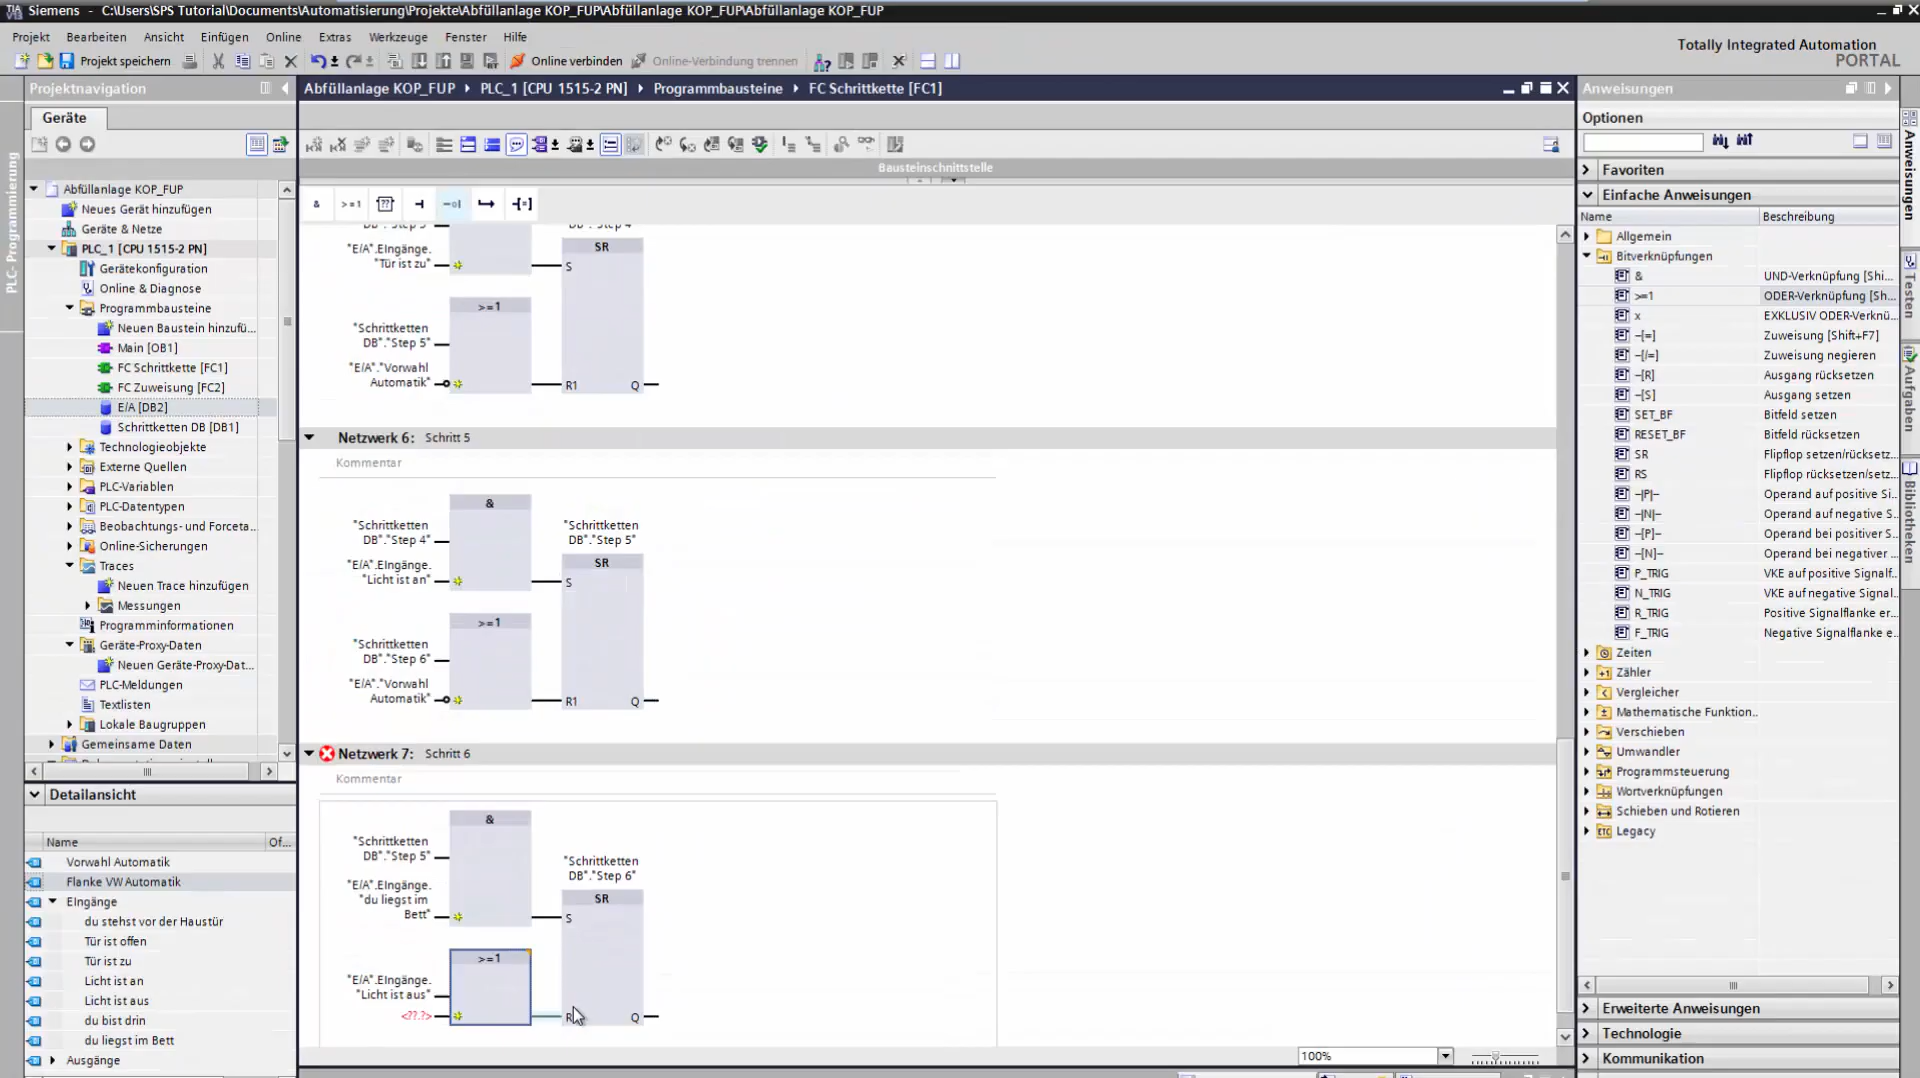 Siemens - C:\Users\SPS Tutorial\Documents\Automatisierung\Projekte\Abfüllanlage KOP_FUP\Abfüllanlage KOP_FUP\Abfüllanlage KOP_FUP
Projekt Bearbeiten Ansicht Einfügen Online Extras Werkzeuge Fenster Hilfe
Totally Integrated Automation
PORTAL
Projekt speichern Online verbinden Online-Verbindung trennen
Projektnavigation
Abfüllanlage KOP_FUP PLC_1 [CPU 1515-2 PN] Programmbausteine FC Schrittkette [FC1]
Anweisungen
Geräte
Optionen
Bausteinschnittstelle
PLC- Programmierung
Abfüllanlage KOP_FUP
Neues Gerät hinzufügen
Geräte & Netze
PLC_1 [CPU 1515-2 PN]
Gerätekonfiguration
Online & Diagnose
Programmbausteine
Neuen Baustein hinzufü...
Main [OB1]
FC Schrittkette [FC1]
FC Zuweisung [FC2]
E/A [DB2]
Schrittketten DB [DB1]
Technologieobjekte
Externe Quellen
PLC-Variablen
PLC-Datentypen
Beobachtungs- und Forceta...
Online-Sicherungen
Traces
Neuen Trace hinzufügen
Messungen
Programminformationen
Geräte-Proxy-Daten
Neuen Geräte-Proxy-Dat...
PLC-Meldungen
Textlisten
Lokale Baugruppen
Gemeinsame Daten
Detailansicht
Name Of...
Vorwahl Automatik
Flanke VW Automatik
EIngänge
du stehst vor der Haustür
Tür ist offen
Tür ist zu
Licht ist an
Licht ist aus
du bist drin
du liegst im Bett
Ausgänge
& >=1 ??
"E/A".EIngänge.
"Tür ist zu"
SR
S
>=1
"Schrittketten
DB"."Step 5"
"E/A"."Vorwahl
Automatik"
R1 Q
Netzwerk 6: Schritt 5
Kommentar
&
"Schrittketten
DB"."Step 4"
"Schrittketten
DB"."Step 5"
"E/A".EIngänge.
"Licht ist an"
SR
S
>=1
"Schrittketten
DB"."Step 6"
"E/A"."Vorwahl
Automatik"
R1 Q
Netzwerk 7: Schritt 6
Kommentar
&
"Schrittketten
DB"."Step 5"
"Schrittketten
DB"."Step 6"
"E/A".EIngänge.
"du liegst im
Bett"
SR
S
>=1
"E/A".EIngänge.
"Licht ist aus"
<??.?>
Q
100%
Favoriten
Einfache Anweisungen
Name Beschreibung
Allgemein
Bitverknüpfungen
& UND-Verknüpfung [Shi...
>=1 ODER-Verknüpfung [Sh...
x EXKLUSIV ODER-Verknü...
-[=] Zuweisung [Shift+F7]
-[/=] Zuweisung negieren
-[R] Ausgang rücksetzen
-[S] Ausgang setzen
SET_BF Bitfeld setzen
RESET_BF Bitfeld rücksetzen
SR Flipflop setzen/rücksetz...
RS Flipflop rücksetzen/setz...
-|P|- Operand auf positive Si...
-|N|- Operand auf negative S...
-[P]- Operand bei positiver ...
-[N]- Operand bei negativer ...
P_TRIG VKE auf positive Signalf...
N_TRIG VKE auf negative Signal...
R_TRIG Positive Signalflanke er...
F_TRIG Negative Signalflanke e...
Zeiten
Zähler
Vergleicher
Mathematische Funktion...
Verschieben
Umwandler
Programmsteuerung
Wortverknüpfungen
Schieben und Rotieren
Legacy
Erweiterte Anweisungen
Technologie
Kommunikation
Anweisungen
Testen
Aufgaben
Bibliotheken